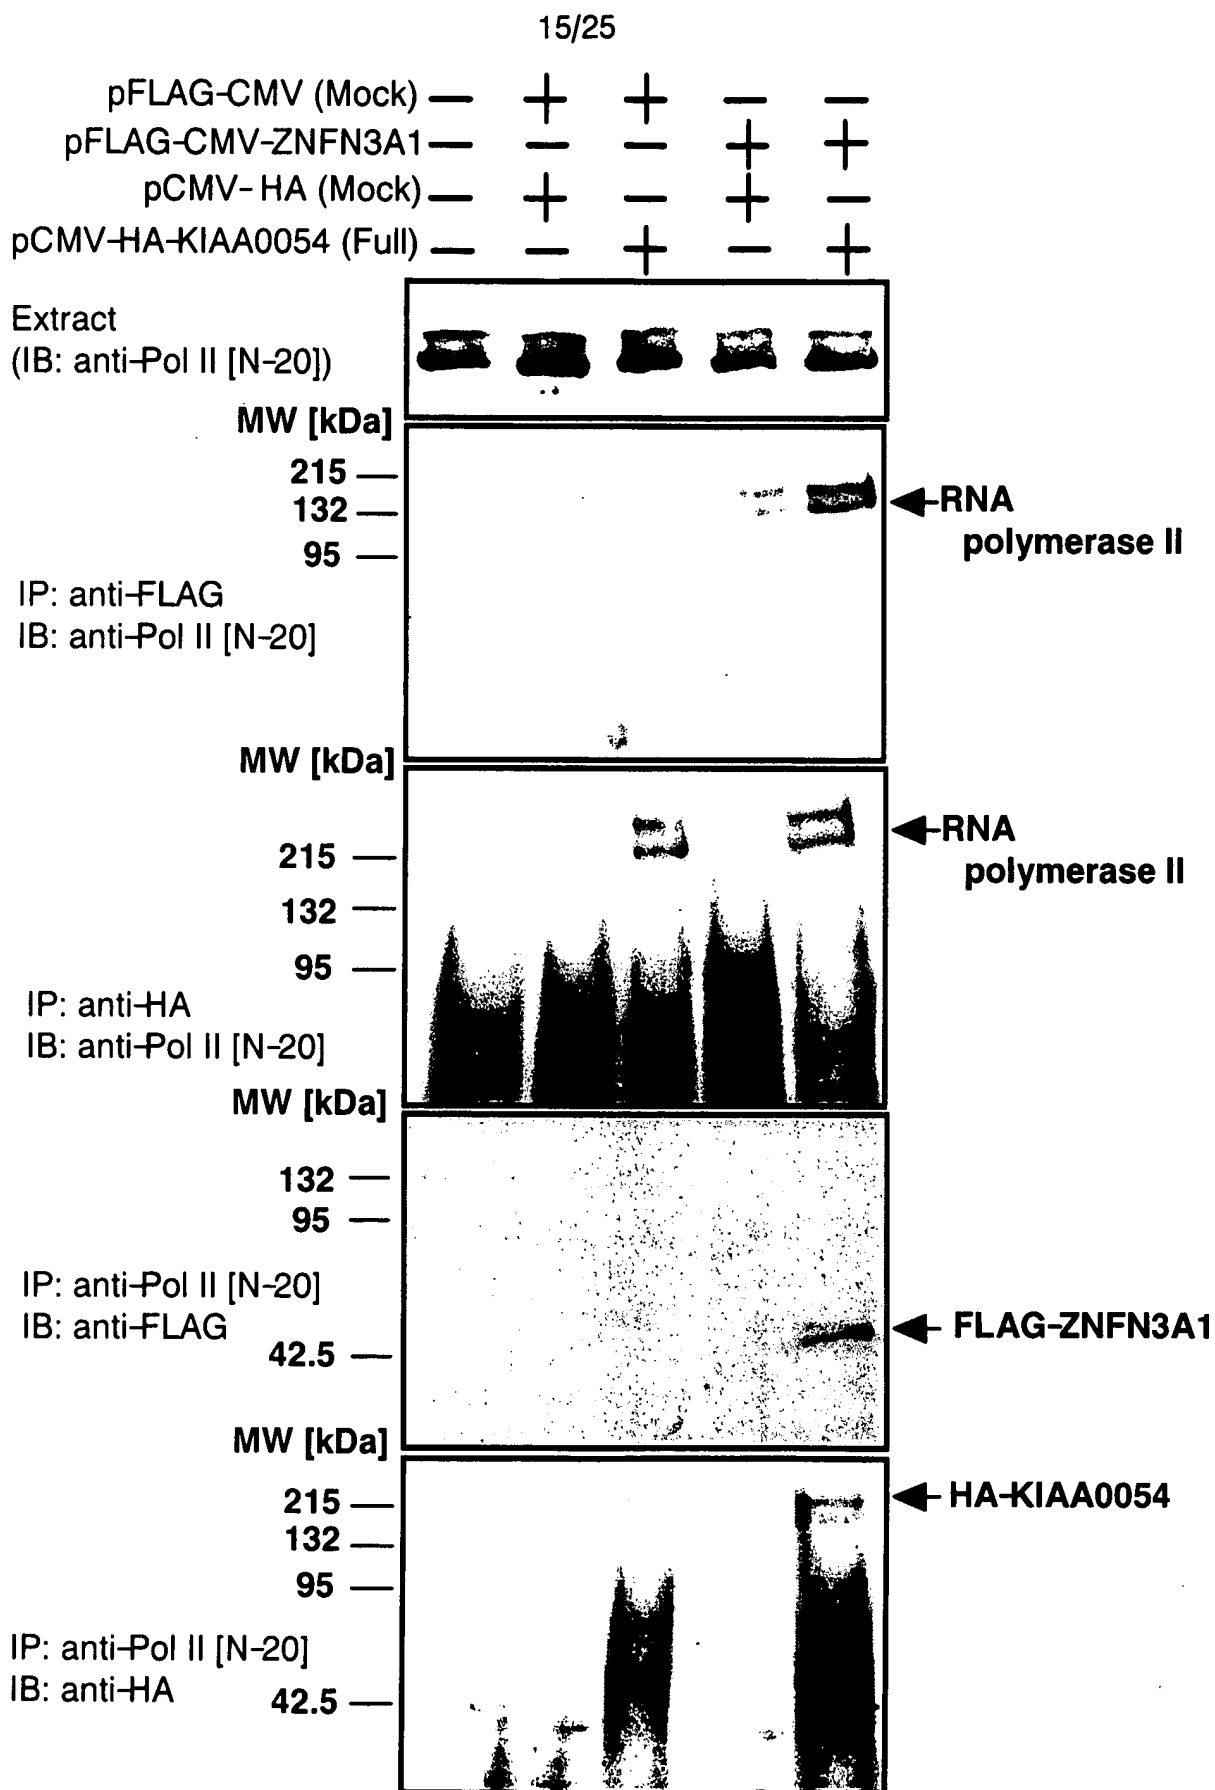 15/25
pFLAG-CMV (Mock) — + + — —
pFLAG-CMV-ZNFN3A1 — — — + +
pCMV-HA (Mock) — + — + —
pCMV-HA-KIAA0054 (Full) — — + — +
Extract
(IB: anti-Pol II [N-20])
MW [kDa]
215
132
95
RNA
polymerase II
IP: anti-FLAG
IB: anti-Pol II [N-20]
MW [kDa]
215
132
95
RNA
polymerase II
IP: anti-HA
IB: anti-Pol II [N-20]
MW [kDa]
132
95
IP: anti-Pol II [N-20]
IB: anti-FLAG
42.5
FLAG-ZNFN3A1
MW [kDa]
215
132
95
HA-KIAA0054
IP: anti-Pol II [N-20]
IB: anti-HA
42.5